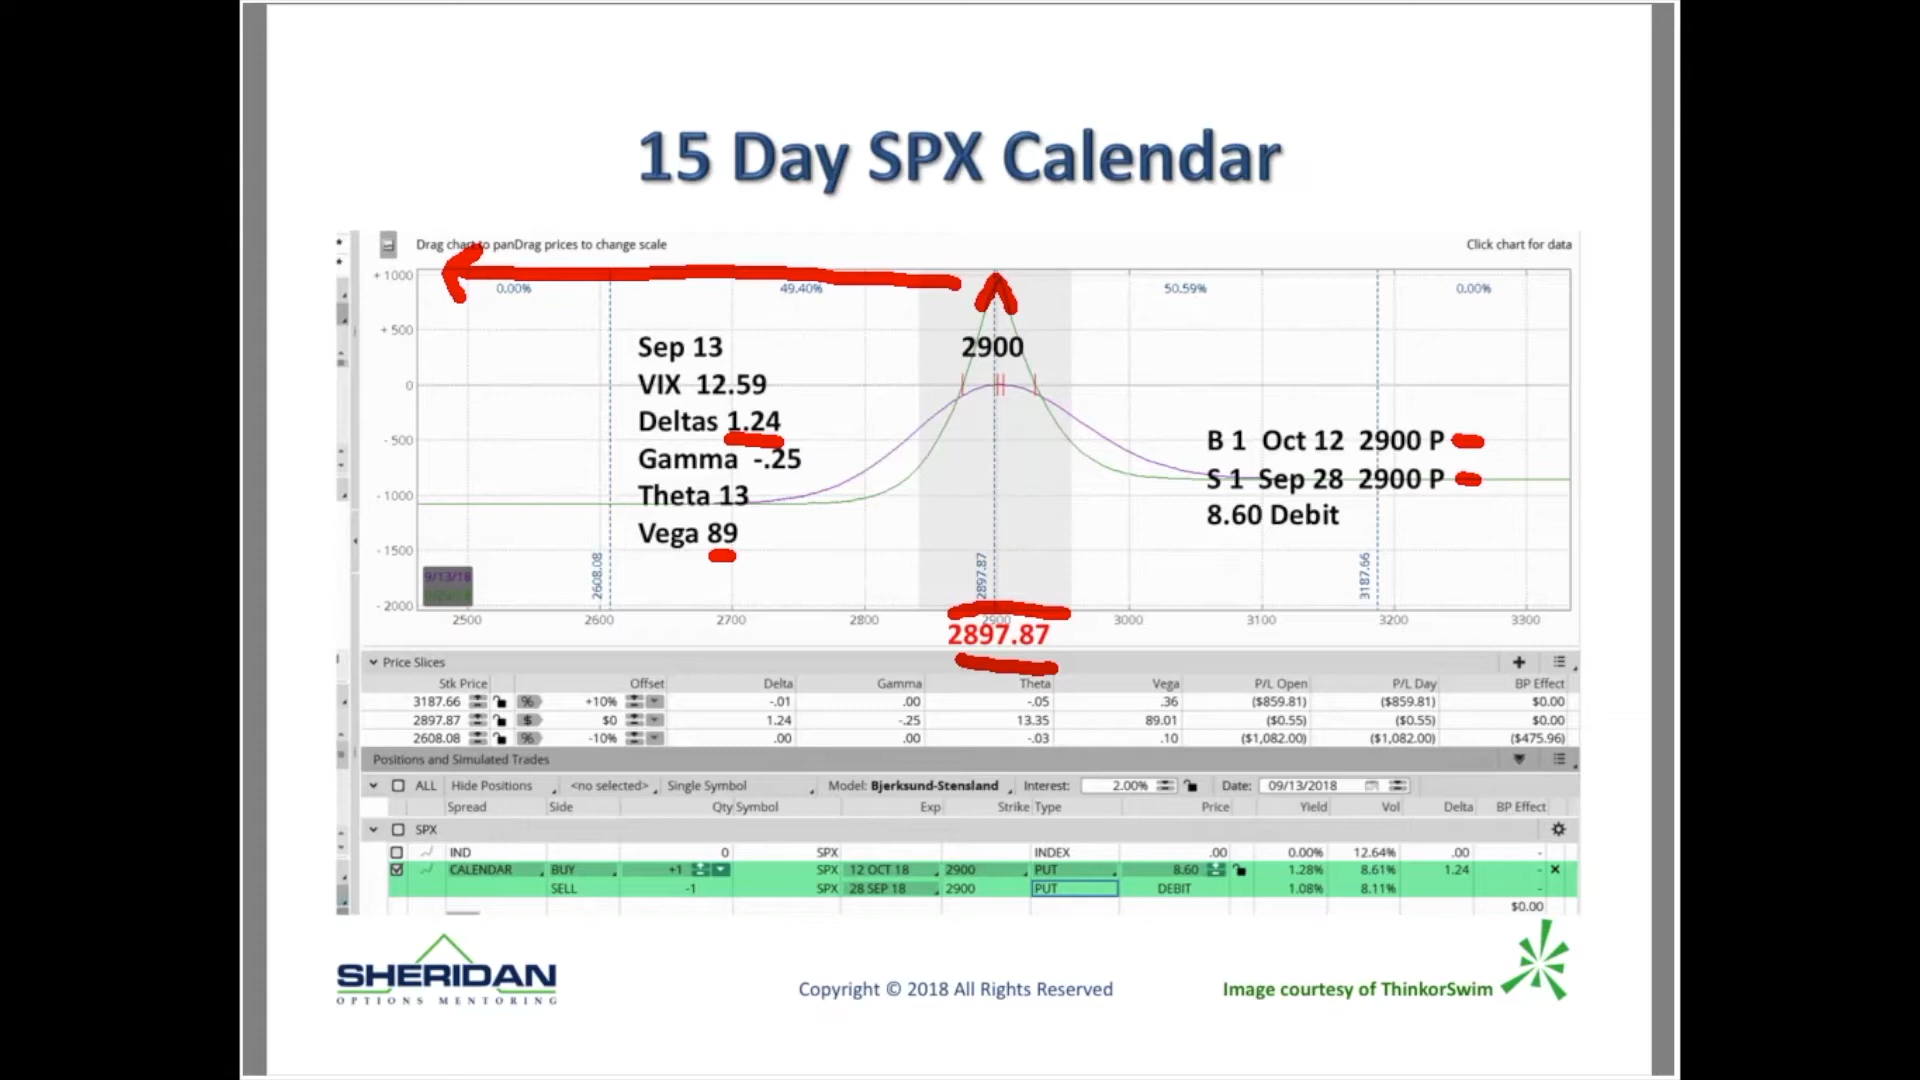 15 Day SPX Calendar
Drag chart to panDrag prices to change scale
Click chart for data
+ 1000
0.00%
49.40%
50.59%
0.00%
+ 500
Sep 13
2900
VIX 12.59
0
Deltas 1.24
- 500
B 1 Oct 12 2900 P
Gamma -.25
S 1 Sep 28 2900 P
- 1000
Theta 13
8.60 Debit
Vega 89
- 1500
2608.08
2897.87
3187.66
9/13/18
- 2000
2500 2600 2700 2800 2900 3000 3100 3200 3300
2897.87
Price Slices
Stk Price Offset Delta Gamma Theta Vega P/L Open P/L Day BP Effect
3187.66 % +10% -.01 .00 -.05 .36 ($859.81) ($859.81) $0.00
2897.87 $ $0 1.24 -.25 13.35 89.01 ($0.55) ($0.55) $0.00
2608.08 % -10% .00 .00 -.03 .10 ($1,082.00) ($1,082.00) ($475.96)
Positions and Simulated Trades
ALL Hide Positions <no selected> Single Symbol Model: Bjerksund-Stensland Interest: 2.00% Date: 09/13/2018
Spread Side Qty Symbol Exp Strike Type Price Yield Vol Delta BP Effect
SPX
IND 0 SPX INDEX .00 0.00% 12.64% .00 -
CALENDAR BUY +1 SPX 12 OCT 18 2900 PUT 8.60 1.28% 8.61% 1.24 - ×
SELL -1 SPX 28 SEP 18 2900 PUT DEBIT 1.08% 8.11% -
$0.00
SHERIDAN
OPTIONS MENTORING
Copyright © 2018 All Rights Reserved
Image courtesy of ThinkorSwim